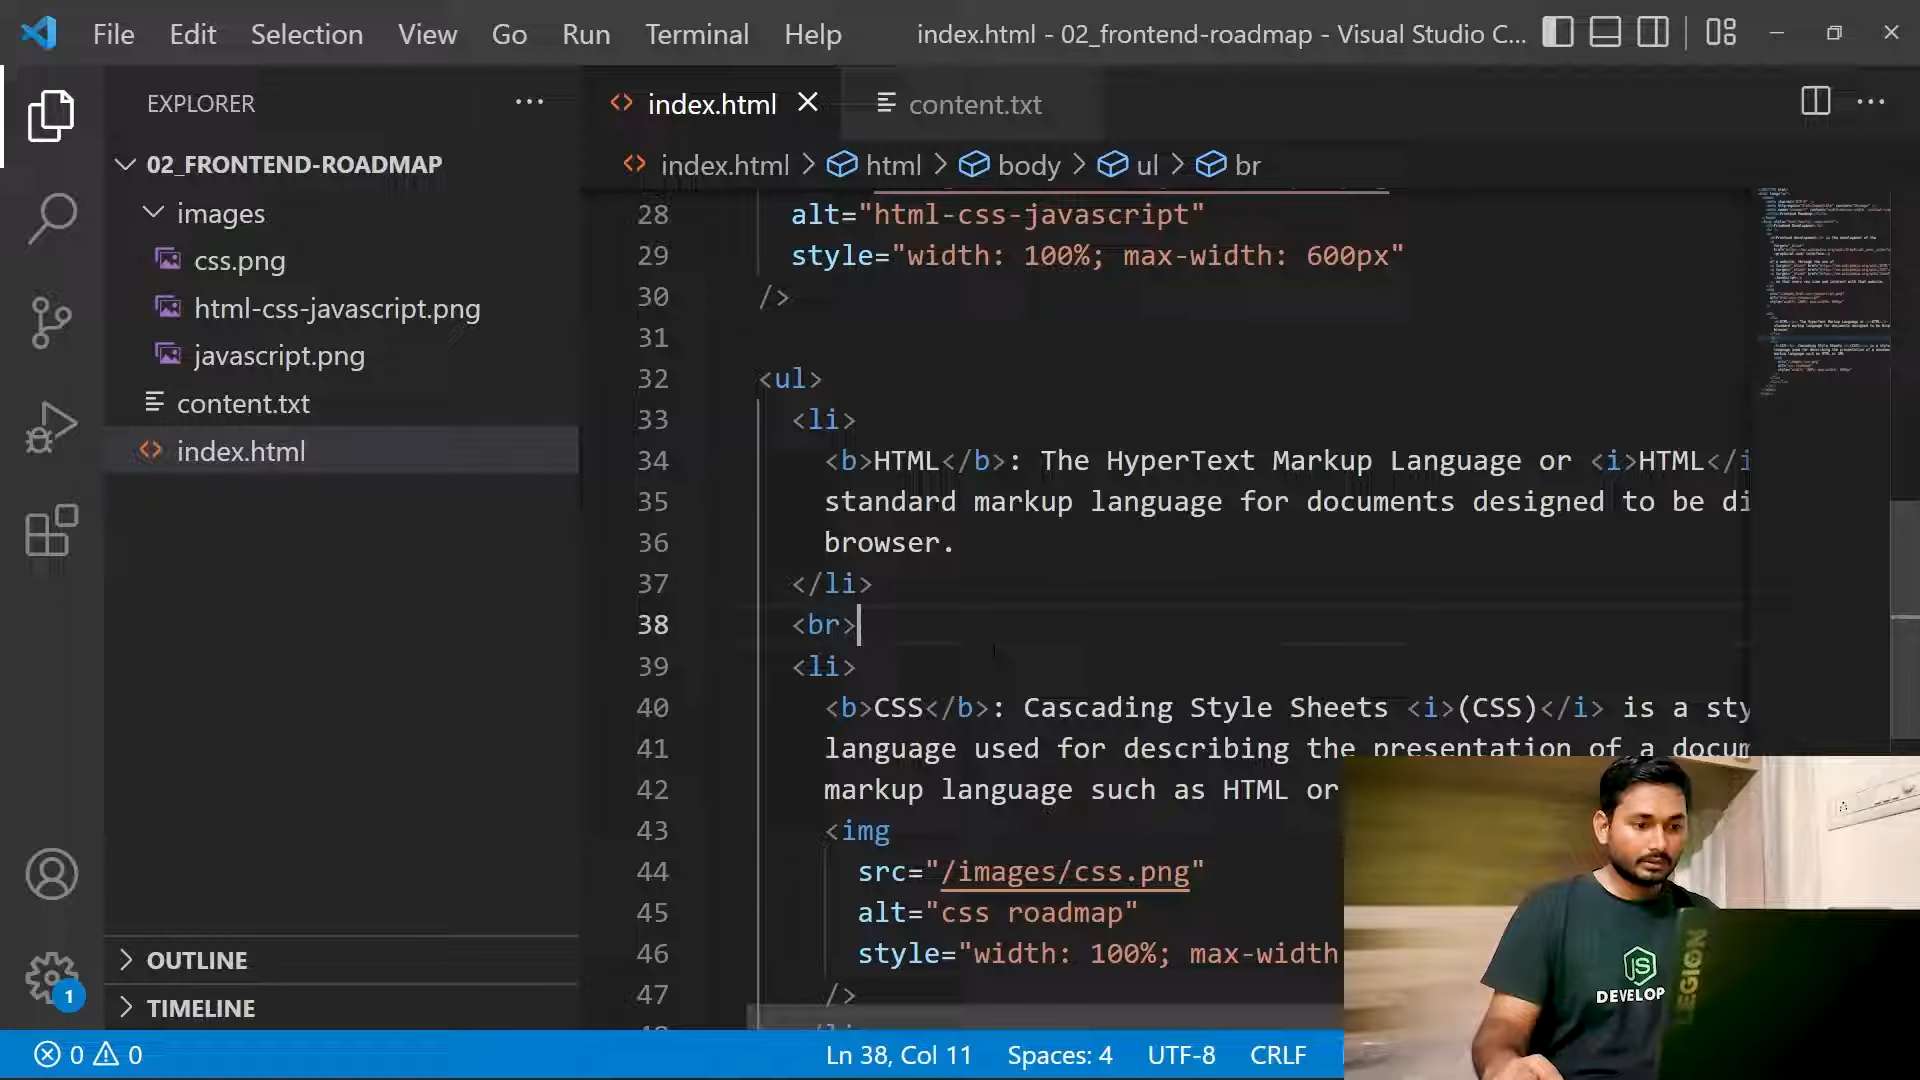 File Edit Selection View Go Run Terminal Help index.html - 02_frontend-roadmap - Visual Studio C...
EXPLORER
02_FRONTEND-ROADMAP
images
css.png
html-css-javascript.png
javascript.png
content.txt
index.html
OUTLINE
TIMELINE
1
index.html content.txt
index.html > html > body > ul > br
28 alt="html-css-javascript"
29 style="width: 100%; max-width: 600px"
30 />
31
32 <ul>
33 <li>
34 <b>HTML</b>: The HyperText Markup Language or <i>HTML</i
35 standard markup language for documents designed to be di
36 browser.
37 </li>
38 <br>
39 <li>
40 <b>CSS</b>: Cascading Style Sheets <i>(CSS)</i> is a sty
41 language used for describing the presentation of a docum
42 markup language such as HTML or
43 <img
44 src="/images/css.png"
45 alt="css roadmap"
46 style="width: 100%; max-width
47 />
JS
DEVELOP
LEGION
0 0 Ln 38, Col 11 Spaces: 4 UTF-8 CRLF